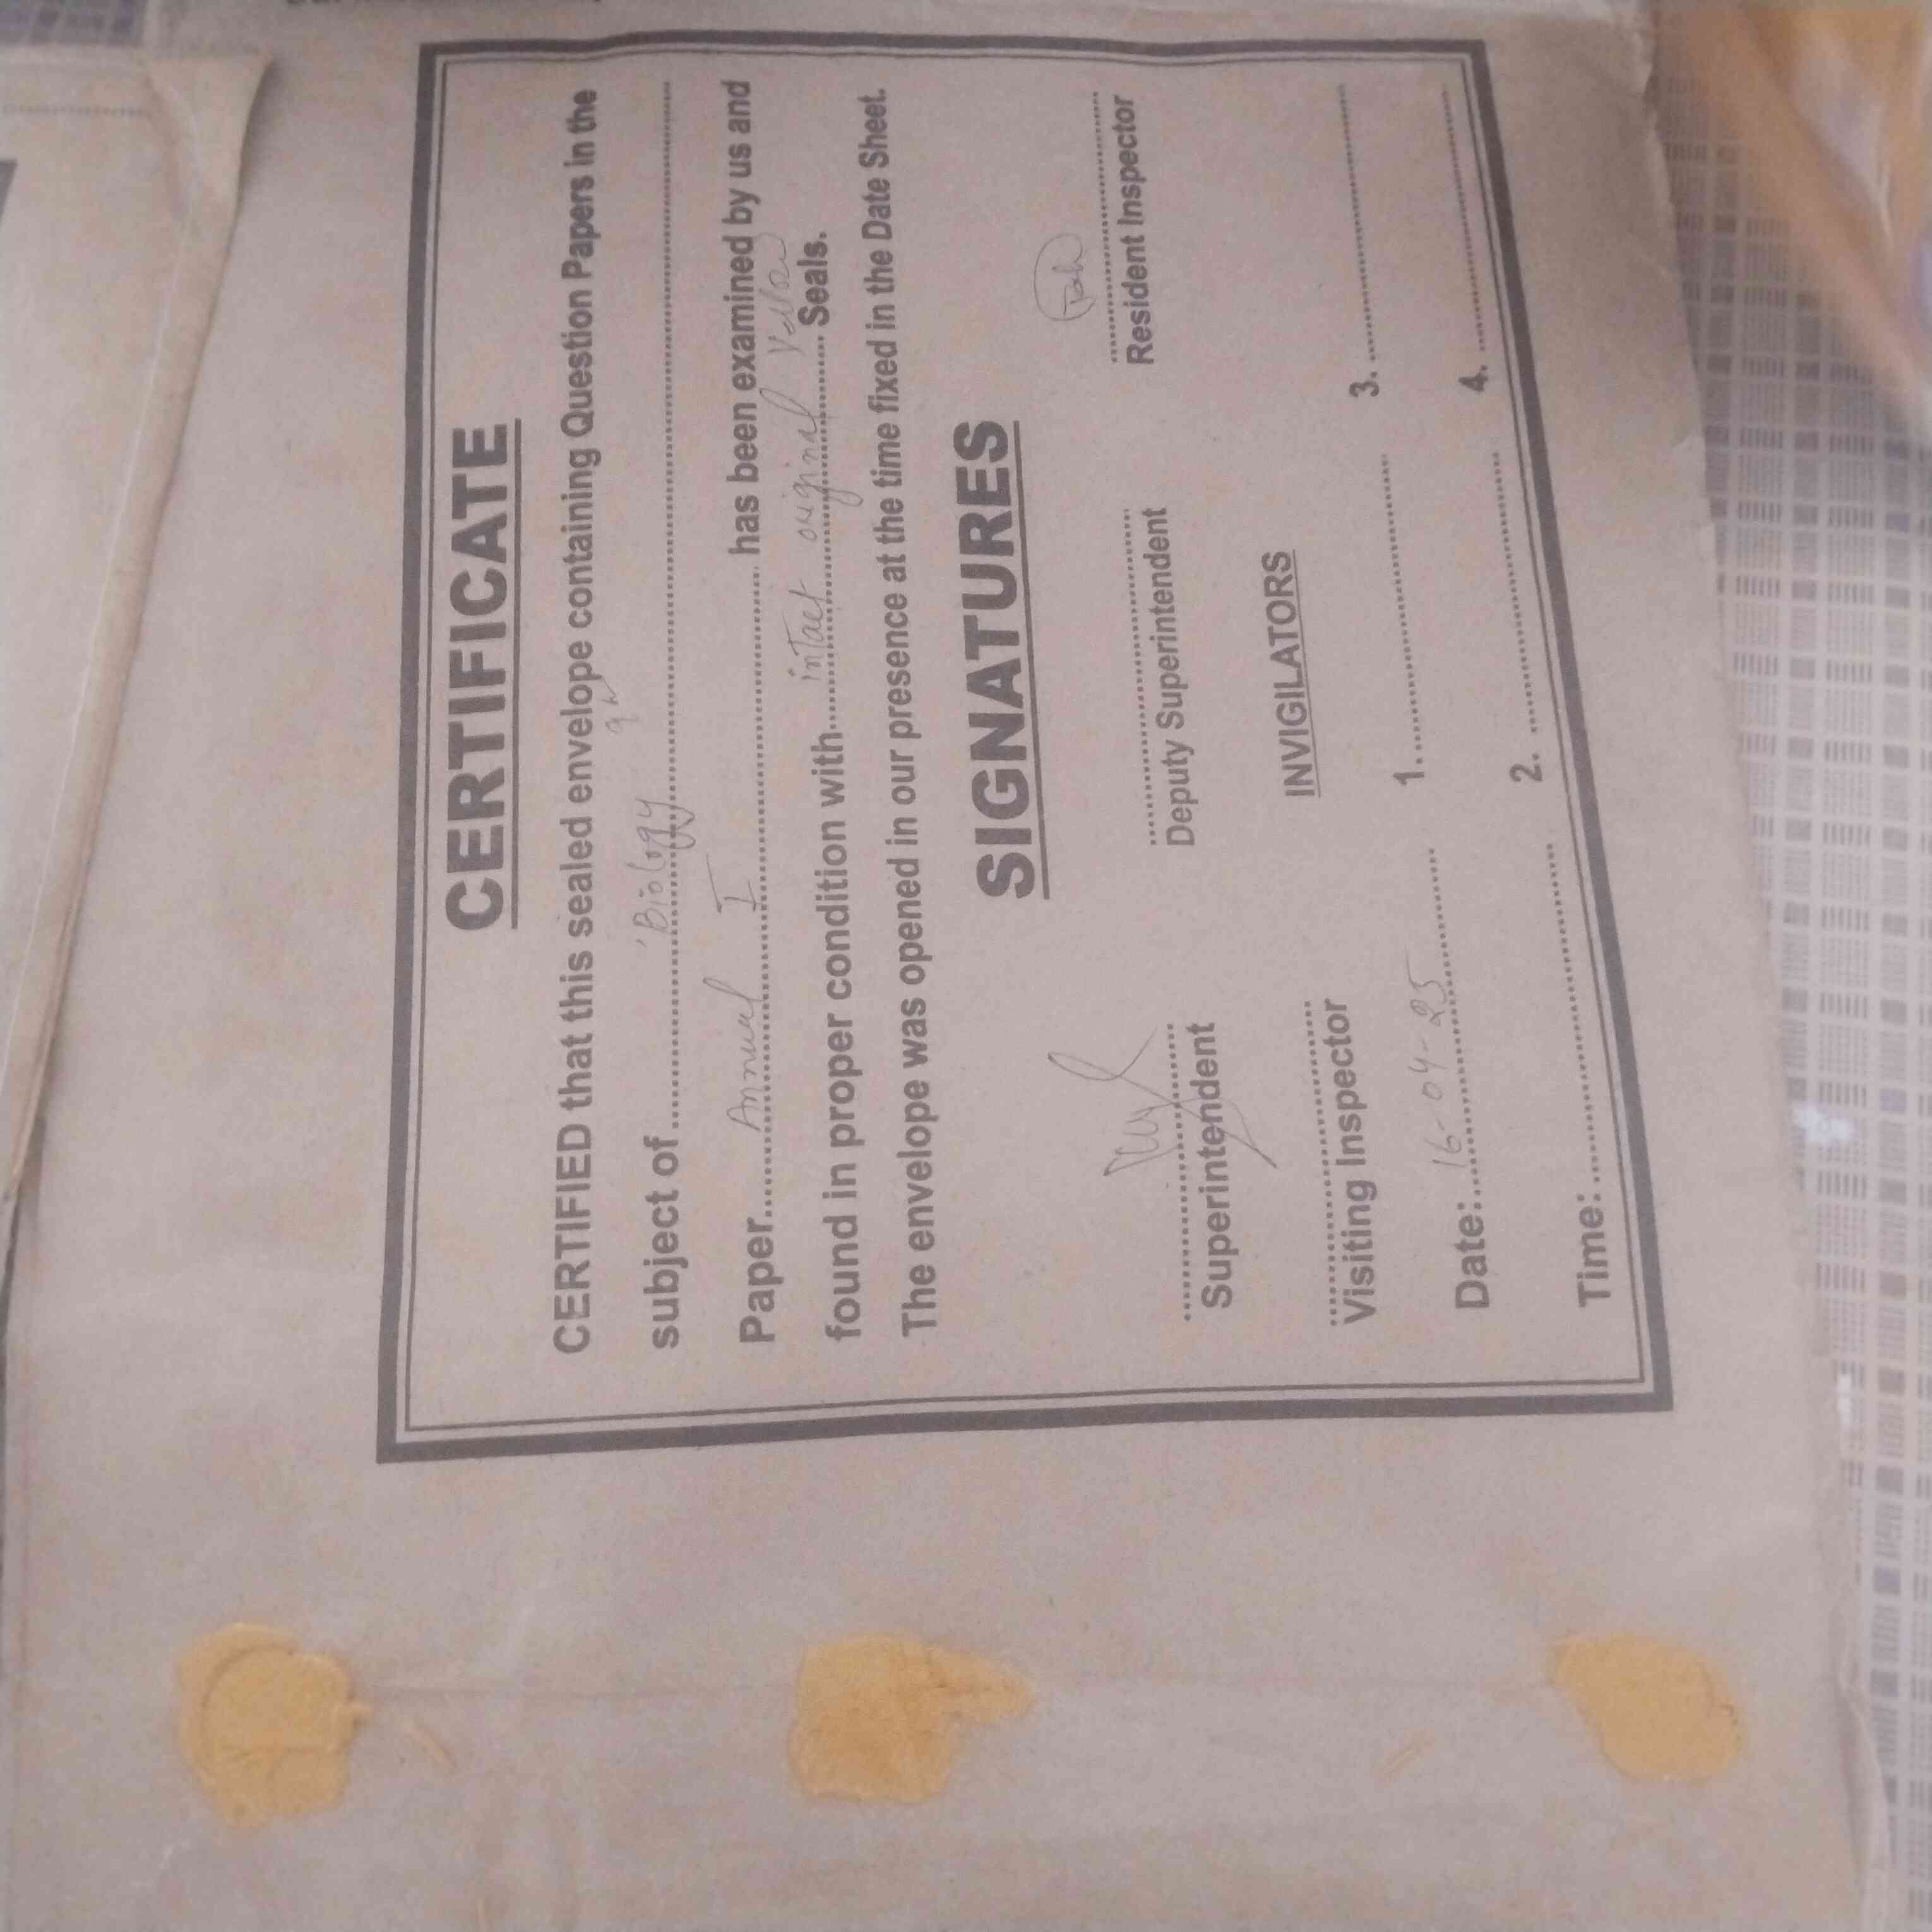 CERTIFICATE
CERTIFIED that this sealed envelope containing Question Papers in the
9th
subject of 'Biology
Paper Annual I has been examined by us and
found in proper condition with intact original Yellow Seals.
The envelope was opened in our presence at the time fixed in the Date Sheet.
SIGNATURES
Superintendent Deputy Superintendent Resident Inspector
Visiting Inspector INVIGILATORS
Date: 16-04-25 1. 3.
Time: 2. 4.